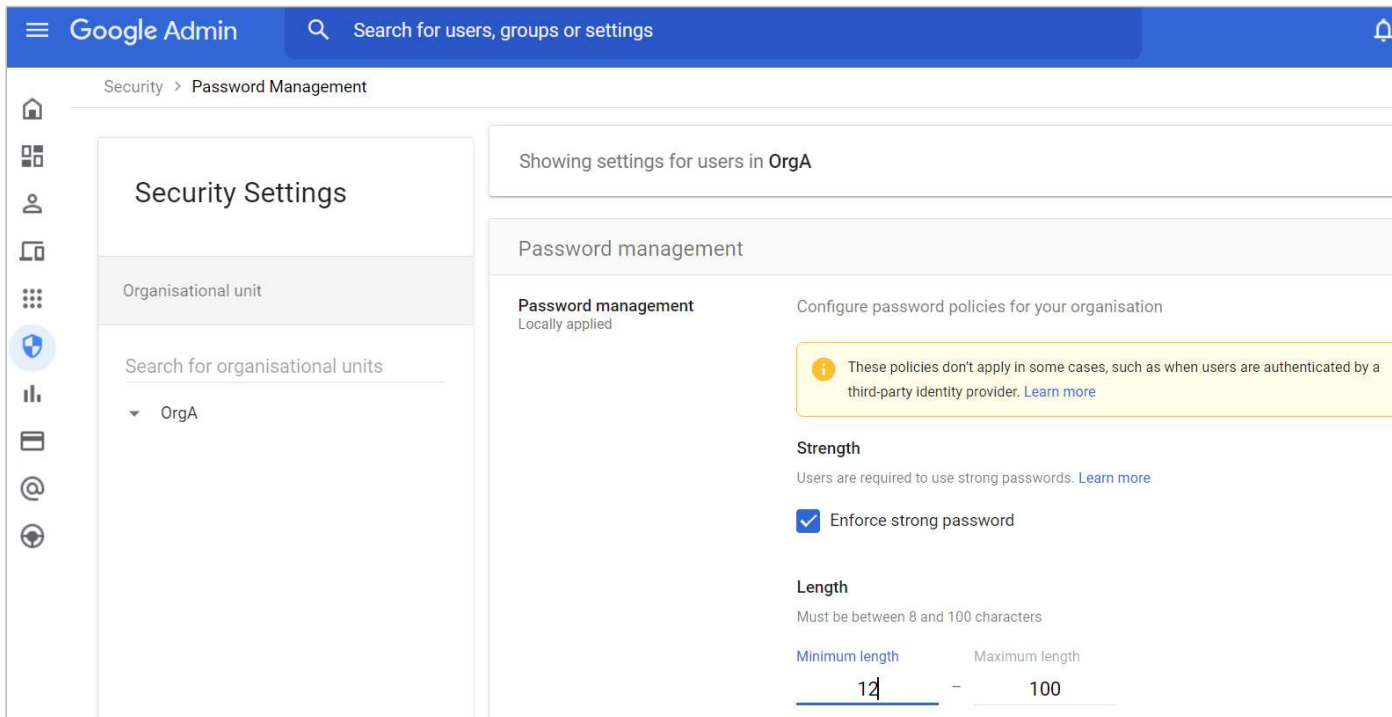 Google Admin
Search for users, groups or settings
Security > Password Management
Security Settings
Organisational unit
Search for organisational units
OrgA
Showing settings for users in OrgA
Password management
Password management
Locally applied
Configure password policies for your organisation
These policies don't apply in some cases, such as when users are authenticated by a
third-party identity provider. Learn more
Strength
Users are required to use strong passwords. Learn more
Enforce strong password
Length
Must be between 8 and 100 characters
Minimum length Maximum length
12 – 100